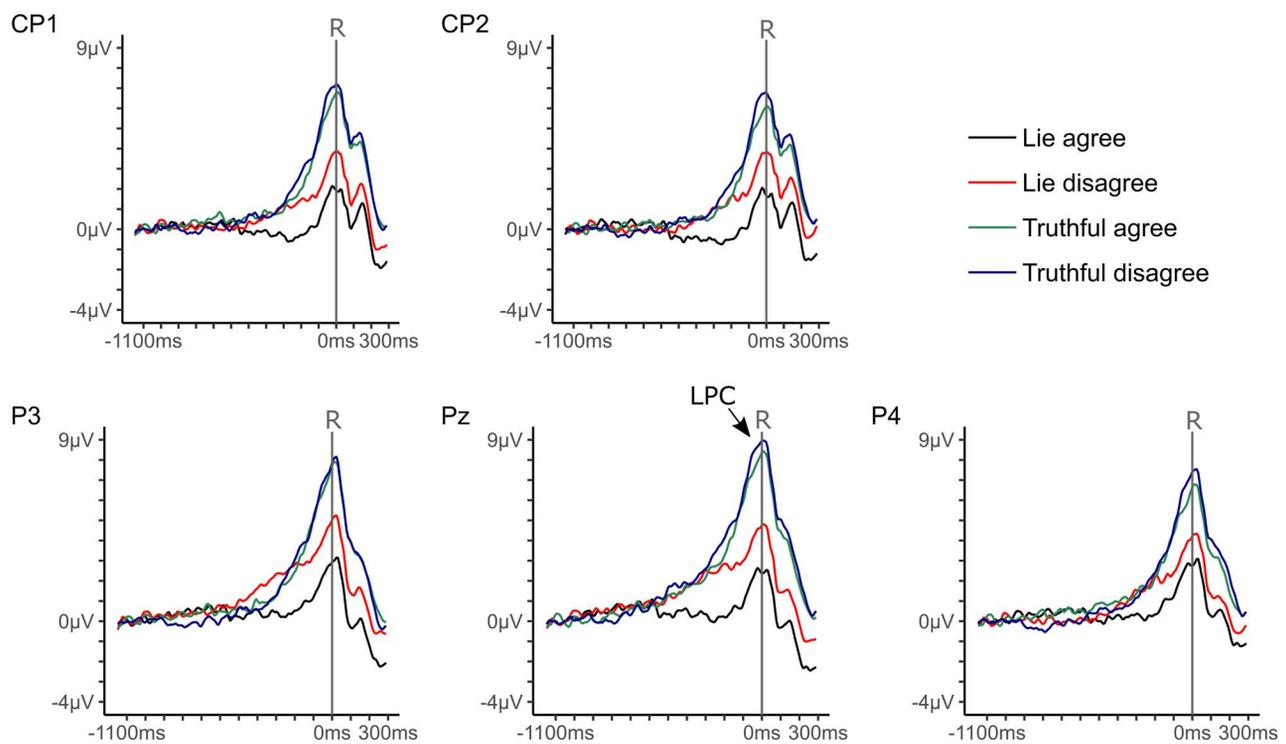 CP1
R
9µV
0µV
-4µV
-1100ms 0ms 300ms
CP2
R
9µV
0µV
-4µV
-1100ms 0ms 300ms
Lie agree
Lie disagree
Truthful agree
Truthful disagree
P3
R
9µV
0µV
-4µV
-1100ms 0ms 300ms
Pz
LPC
R
9µV
0µV
-4µV
-1100ms 0ms 300ms
P4
R
9µV
0µV
-4µV
-1100ms 0ms 300ms